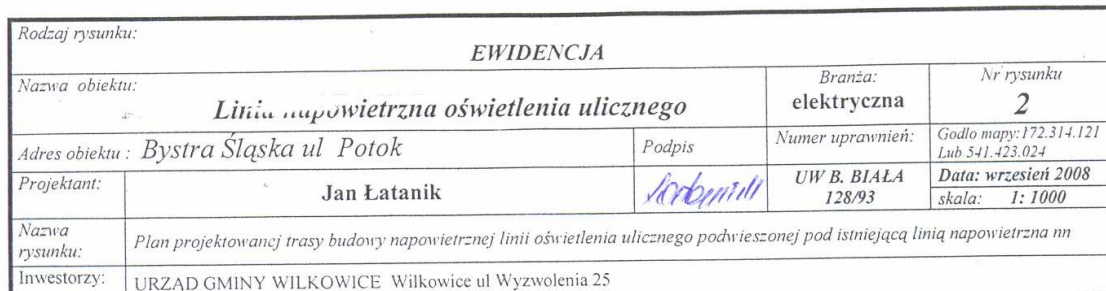 Rodzaj rysunku:
EWIDENCJA
Nazwa obiektu:
Linia napowietrzna oświetlenia ulicznego
Branża:
elektryczna
Nr rysunku
2
Adres obiektu : Bystra Śląska ul Potok
Podpis
Numer uprawnień:
Godło mapy:172.314.121
Lub 541.423.024
Projektant:
Jan Łatanik
UW B. BIAŁA
128/93
Data: wrzesień 2008
skala: 1: 1000
Nazwa
rysunku:
Plan projektowanej trasy budowy napowietrznej linii oświetlenia ulicznego podwieszonej pod istniejącą linią napowietrzna nn
Inwestorzy:
URZĄD GMINY WILKOWICE Wilkowice ul Wyzwolenia 25